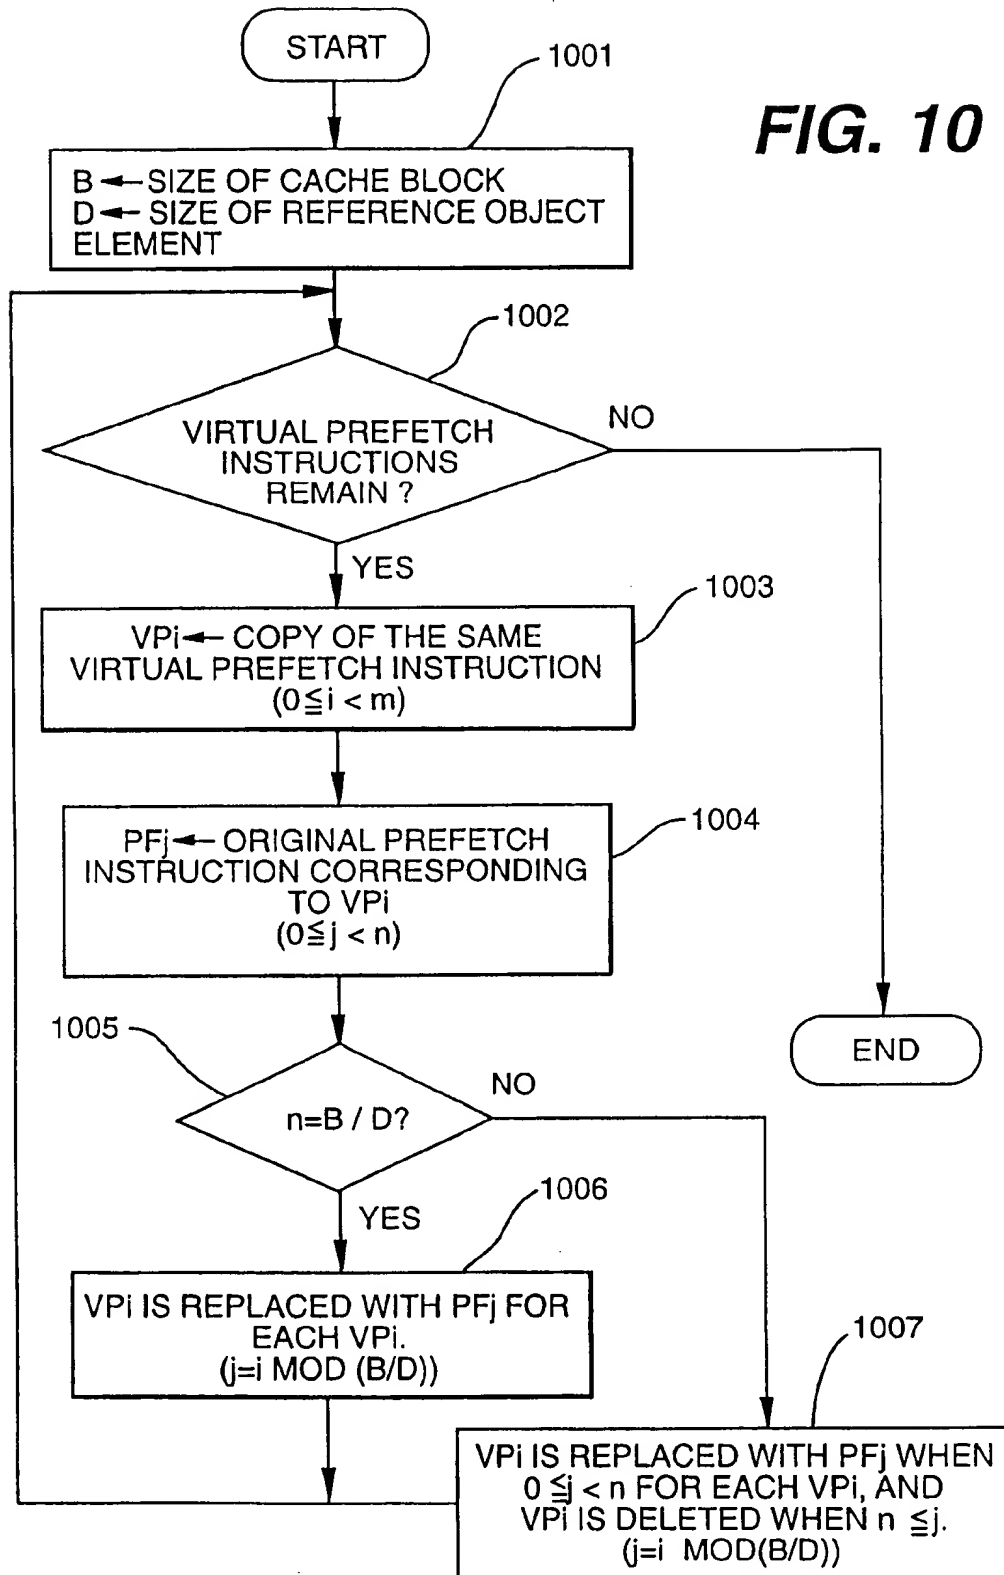 START
1001
FIG. 10
B←SIZE OF CACHE BLOCK
D← SIZE OF REFERENCE OBJECT
ELEMENT
1002
VIRTUAL PREFETCH
INSTRUCTIONS
REMAIN ?
NO
YES
1003
VPi← COPY OF THE SAME
VIRTUAL PREFETCH INSTRUCTION
(0≦i < m)
1004
PFj← ORIGINAL PREFETCH
INSTRUCTION CORRESPONDING
TO VPi
(0≦j < n)
1005
n=B / D?
NO
END
YES
1006
VPi IS REPLACED WITH PFj FOR
EACH VPi.
(j=i MOD (B/D))
1007
VPi IS REPLACED WITH PFj WHEN
0 ≦j < n FOR EACH VPi, AND
VPi IS DELETED WHEN n ≦j.
(j=i MOD(B/D))